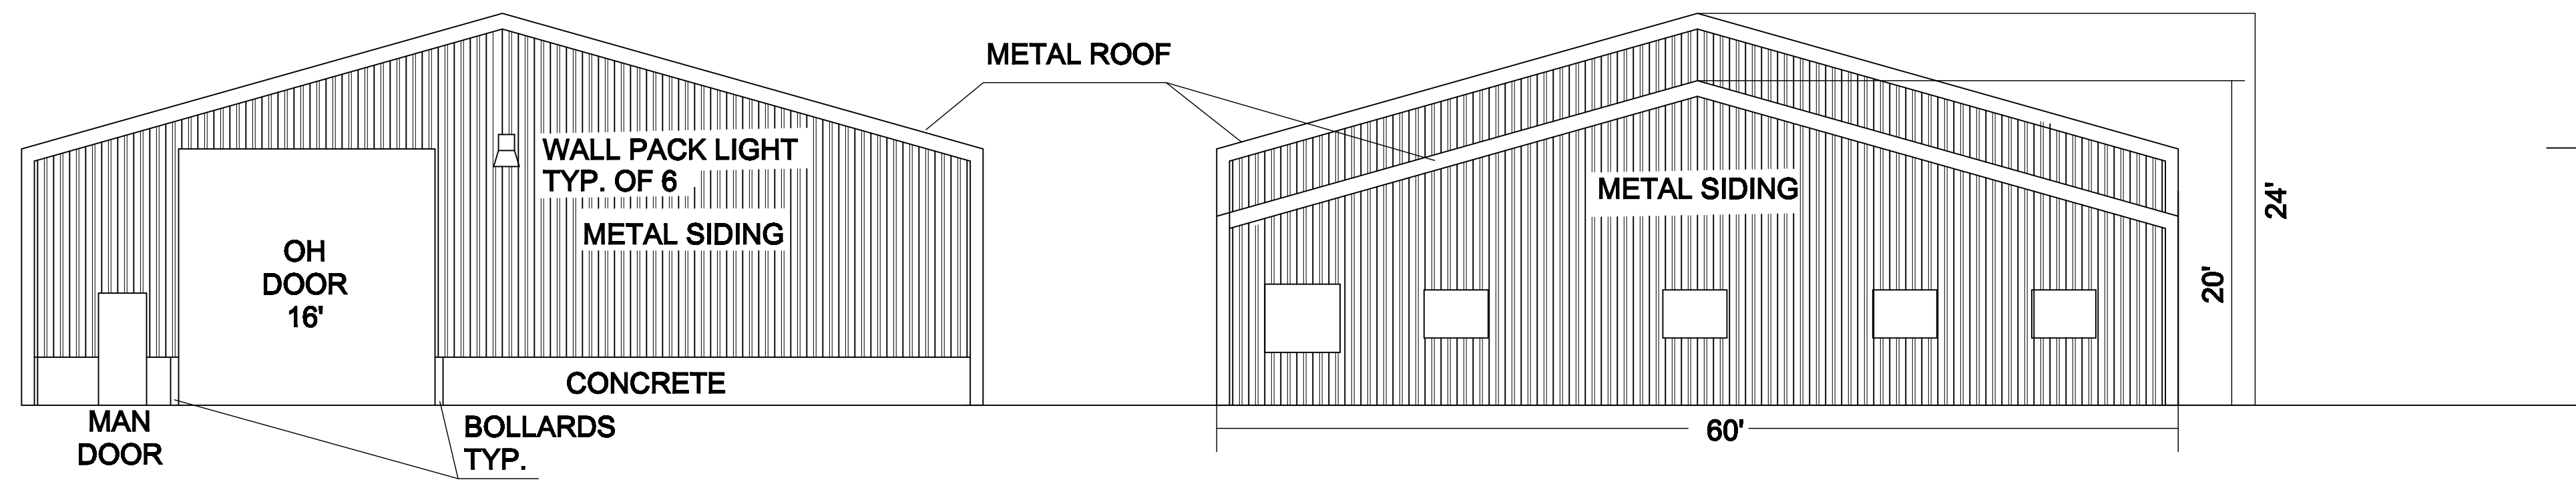 METAL ROOF
WALL PACK LIGHT
TYP. OF 6
METAL SIDING
OH
DOOR
16'
CONCRETE
MAN
DOOR
BOLLARDS
TYP.
METAL SIDING
24'
20'
60'